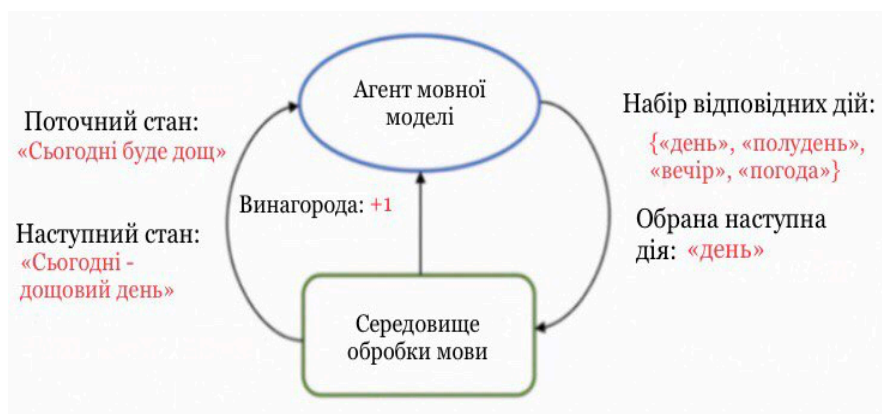 Агент мовної
моделі
Поточний стан:
«Сьогодні буде дощ»
Винагорода: +1
Наступний стан:
«Сьогодні -
дощовий день»
Набір відповідних дій:
{«день», «полудень»,
«вечір», «погода»}
Обрана наступна
дія: «день»
Середовище
обробки мови